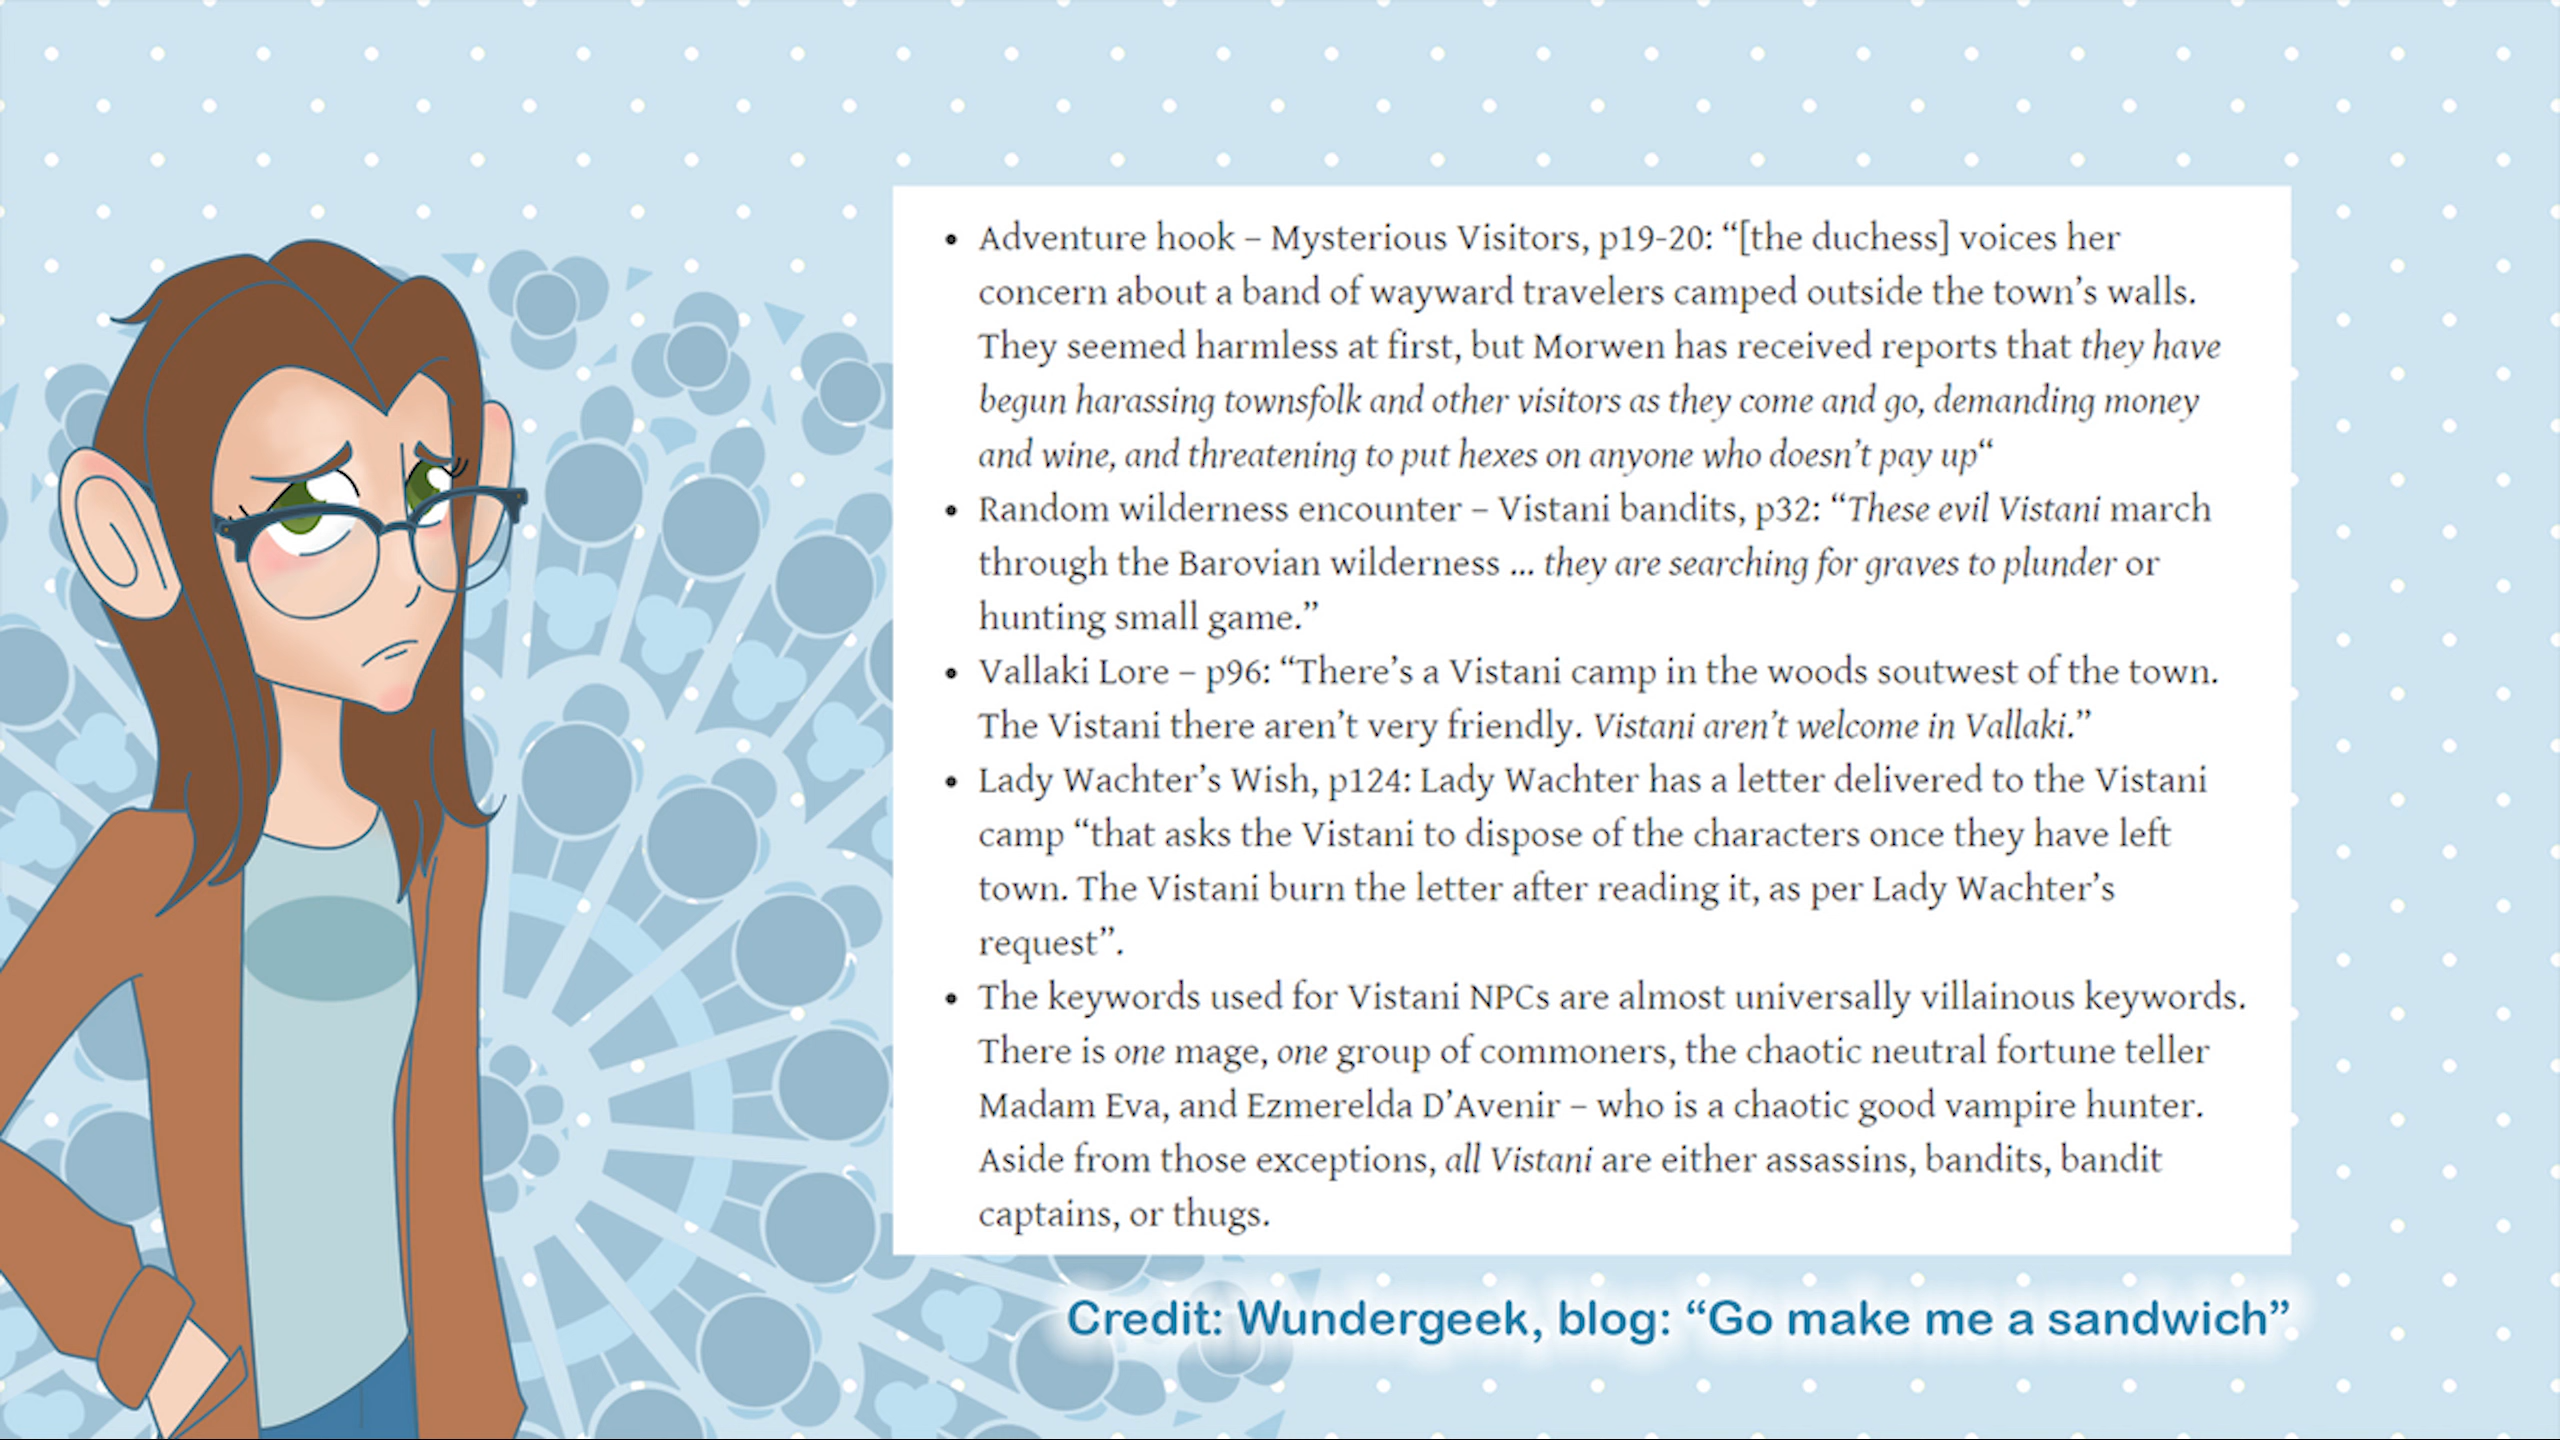 • Adventure hook – Mysterious Visitors, p19-20: “[the duchess] voices her
concern about a band of wayward travelers camped outside the town’s walls.
They seemed harmless at first, but Morwen has received reports that they have
begun harassing townsfolk and other visitors as they come and go, demanding money
and wine, and threatening to put hexes on anyone who doesn’t pay up“
• Random wilderness encounter – Vistani bandits, p32: “These evil Vistani march
through the Barovian wilderness ... they are searching for graves to plunder or
hunting small game.”
• Vallaki Lore – p96: “There’s a Vistani camp in the woods soutwest of the town.
The Vistani there aren’t very friendly. Vistani aren’t welcome in Vallaki.”
• Lady Wachter’s Wish, p124: Lady Wachter has a letter delivered to the Vistani
camp “that asks the Vistani to dispose of the characters once they have left
town. The Vistani burn the letter after reading it, as per Lady Wachter’s
request”.
• The keywords used for Vistani NPCs are almost universally villainous keywords.
There is one mage, one group of commoners, the chaotic neutral fortune teller
Madam Eva, and Ezmerelda D’Avenir – who is a chaotic good vampire hunter.
Aside from those exceptions, all Vistani are either assassins, bandits, bandit
captains, or thugs.
Credit: Wundergeek, blog: “Go make me a sandwich”